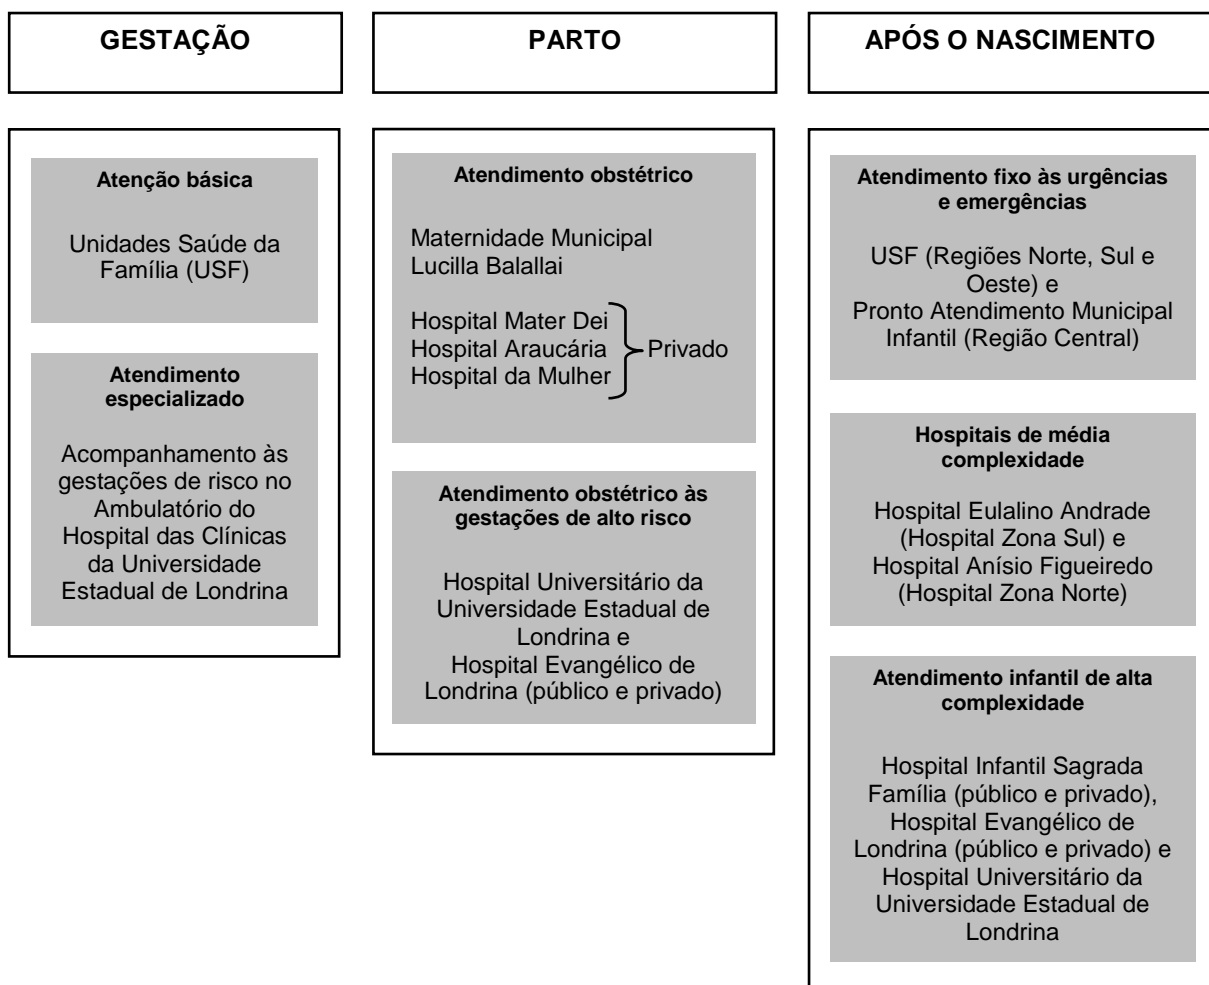 GESTAÇÃO
Atenção básica
Unidades Saúde da
Família (USF)
Atendimento
especializado
Acompanhamento às
gestações de risco no
Ambulatório do
Hospital das Clínicas
da Universidade
Estadual de Londrina
PARTO
Atendimento obstétrico
Maternidade Municipal
Lucilla Balallai
Hospital Mater Dei
Hospital Araucária
Hospital da Mulher
Privado
Atendimento obstétrico às
gestações de alto risco
Hospital Universitário da
Universidade Estadual de
Londrina e
Hospital Evangélico de
Londrina (público e privado)
APÓS O NASCIMENTO
Atendimento fixo às urgências
e emergências
USF (Regiões Norte, Sul e
Oeste) e
Pronto Atendimento Municipal
Infantil (Região Central)
Hospitais de média
complexidade
Hospital Eulalino Andrade
(Hospital Zona Sul) e
Hospital Anísio Figueiredo
(Hospital Zona Norte)
Atendimento infantil de alta
complexidade
Hospital Infantil Sagrada
Família (público e privado),
Hospital Evangélico de
Londrina (público e privado) e
Hospital Universitário da
Universidade Estadual de
Londrina